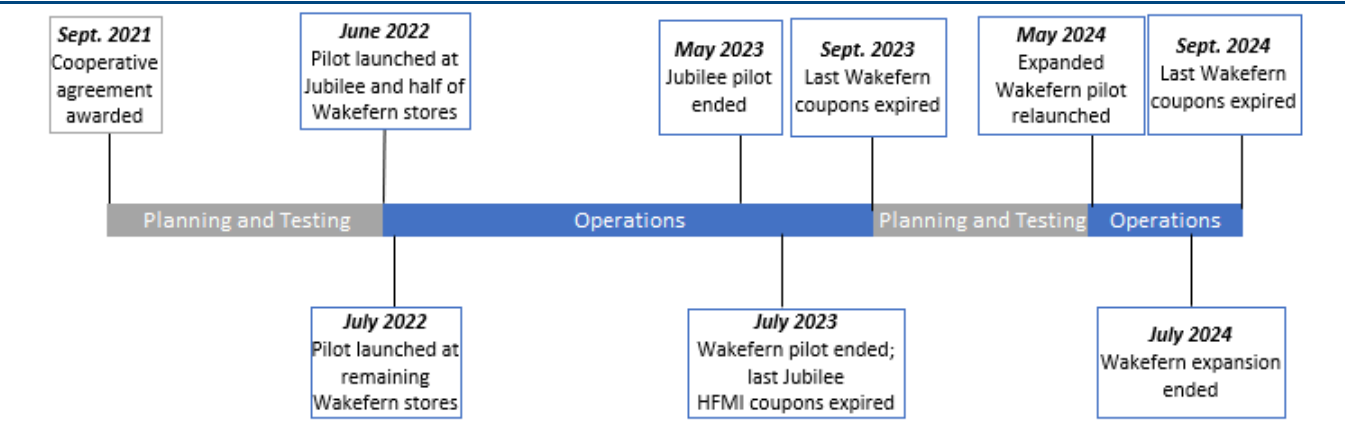 Sept. 2021
Cooperative
agreement
awarded
June 2022
Pilot launched at
Jubilee and half of
Wakefern stores
May 2023
Jubilee pilot
ended
Sept. 2023
Last Wakefern
coupons expired
May 2024
Expanded
Wakefern pilot
relaunched
Sept. 2024
Last Wakefern
coupons expired
Planning and Testing
Operations
Planning and Testing
Operations
July 2022
Pilot launched at
remaining
Wakefern stores
July 2023
Wakefern pilot ended;
last Jubilee
HFMI coupons expired
July 2024
Wakefern expansion
ended